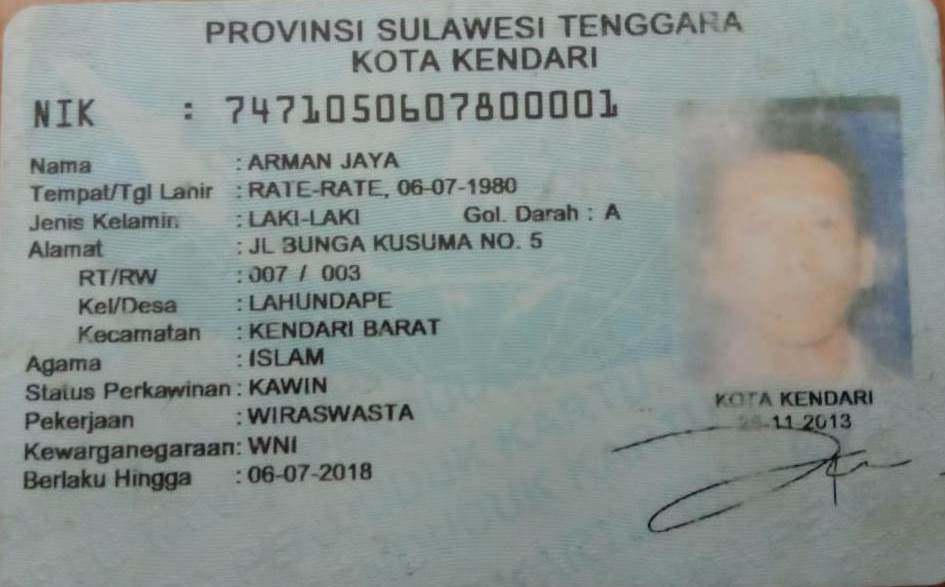 PROVINSI SULAWESI TENGGARA
KOTA KENDARI
NIK : 7471050607800001
Nama : ARMAN JAYA
Tempat/Tgl Lahir : RATE-RATE, 06-07-1980
Jenis Kelamin : LAKI-LAKI Gol. Darah : A
Alamat : JL BUNGA KUSUMA NO. 5
RT/RW : 007 / 003
Kel/Desa : LAHUNDAPE
Kecamatan : KENDARI BARAT
Agama : ISLAM
Status Perkawinan : KAWIN
Pekerjaan : WIRASWASTA
Kewarganegaraan: WNI
Berlaku Hingga : 06-07-2018
KOTA KENDARI
-11-2013